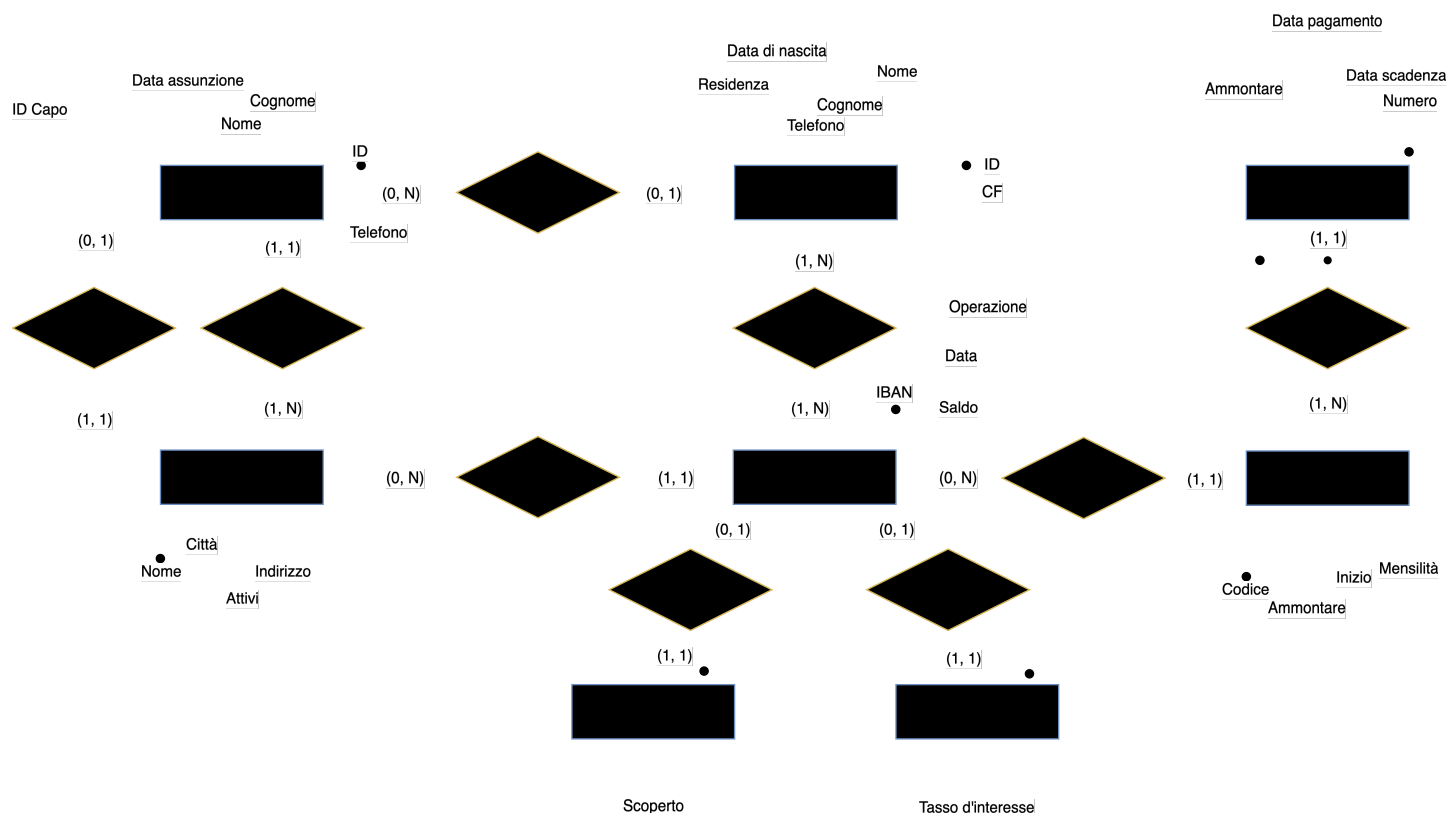 Data pagamento
Data di nascita
Nome
Data assunzione
Residenza
Ammontare
Data scadenza
Cognome
Cognome
Numero
ID Capo
Nome
Telefono
ID
ID
(0, N)
(0, 1)
CF
Telefono
(0, 1)
(1, 1)
(1, N)
(1, 1)
Operazione
Data
IBAN
(1, 1)
(1, N)
(1, N)
Saldo
(1, N)
(0, N)
(1, 1)
(0, N)
(1, 1)
(0, 1)
(0, 1)
Città
Nome
Indirizzo
Attivi
Mensilità
Inizio
Codice
Ammontare
(1, 1)
(1, 1)
Scoperto
Tasso d'interesse